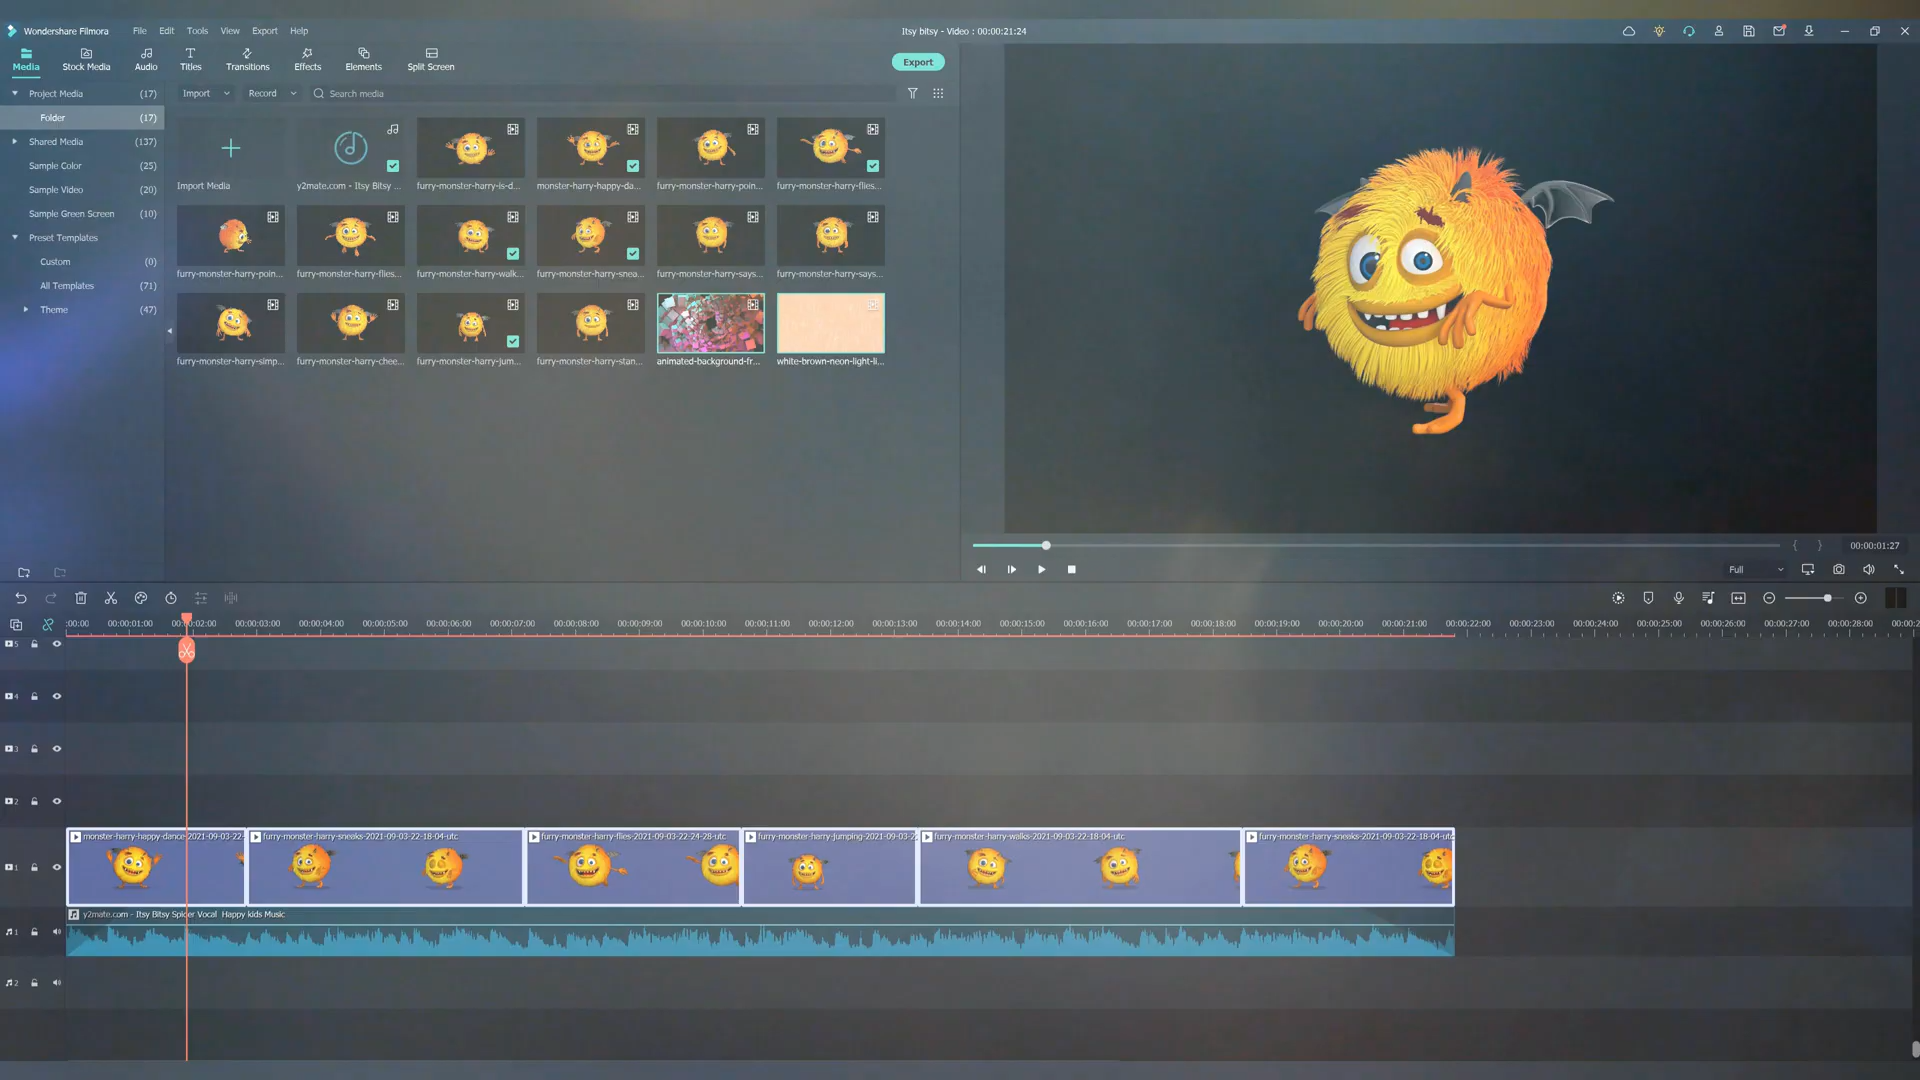 Wondershare Filmora
File Edit Tools View Export Help
Itsy bitsy - Video : 00:00:21:24
Media Stock Media Audio Titles Transitions Effects Elements Split Screen
Export
Project Media (17)
Folder (17)
Shared Media (137)
Sample Color (25)
Sample Video (20)
Sample Green Screen (10)
Preset Templates
Custom (0)
All Templates (71)
Theme (47)
Import Record Search media
Import Media
y2mate.com - Itsy Bitsy ...
furry-monster-harry-is-d...
monster-harry-happy-da...
furry-monster-harry-poin...
furry-monster-harry-flies...
furry-monster-harry-poin...
furry-monster-harry-flies...
furry-monster-harry-walk...
furry-monster-harry-snea...
furry-monster-harry-says...
furry-monster-harry-says...
furry-monster-harry-simp...
furry-monster-harry-chee...
furry-monster-harry-jum...
furry-monster-harry-stan...
animated-background-fr...
white-brown-neon-light-li...
{ } 00:00:01:27
Full
:00:00 00:00:01:00 00:00:02:00 00:00:03:00 00:00:04:00 00:00:05:00 00:00:06:00 00:00:07:00 00:00:08:00 00:00:09:00 00:00:10:00 00:00:11:00 00:00:12:00 00:00:13:00 00:00:14:00 00:00:15:00 00:00:16:00 00:00:17:00 00:00:18:00 00:00:19:00 00:00:20:00 00:00:21:00 00:00:22:00 00:00:23:00 00:00:24:00 00:00:25:00 00:00:26:00 00:00:27:00 00:00:28:00 00:00:2
5
4
3
2
monster-harry-happy-dance-2021-09-03-22- furry-monster-harry-sneaks-2021-09-03-22-18-04-utc furry-monster-harry-flies-2021-09-03-22-24-28-utc furry-monster-harry-jumping-2021-09-03-2 furry-monster-harry-walks-2021-09-03-22-18-04-utc furry-monster-harry-sneaks-2021-09-03-22-18-04-utc
1
y2mate.com - Itsy Bitsy Spider Vocal Happy kids Music
1
2